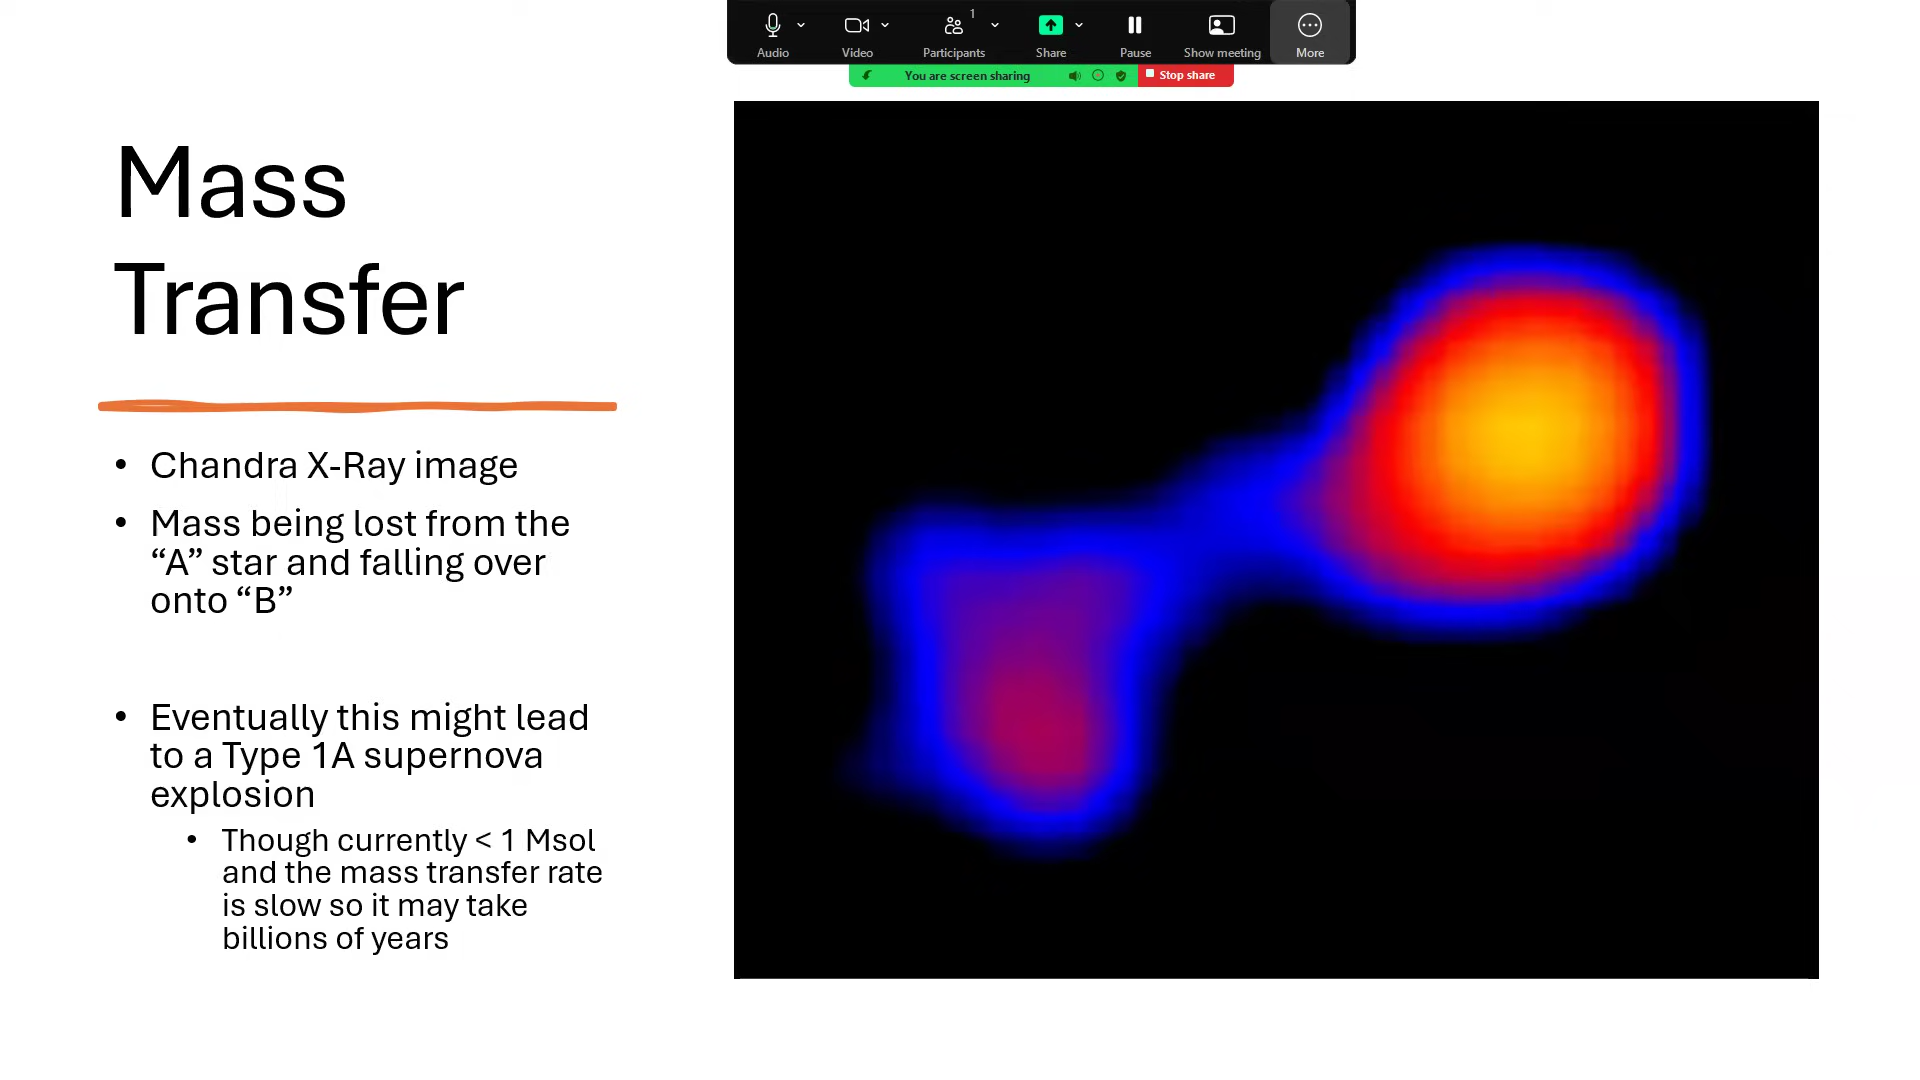 1
Audio
Video
Participants
Share
Pause
Show meeting
More
You are screen sharing
Stop share
Mass
Transfer
• Chandra X-Ray image
• Mass being lost from the
“A” star and falling over
onto “B”
• Eventually this might lead
to a Type 1A supernova
explosion
• Though currently < 1 Msol
and the mass transfer rate
is slow so it may take
billions of years